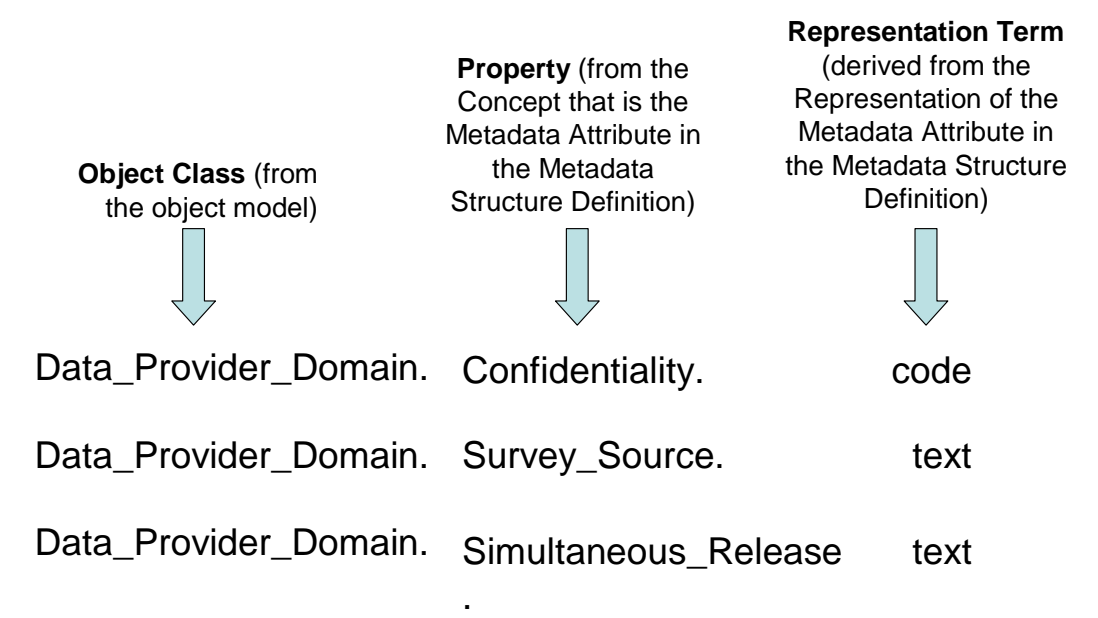 Object Class (from
the object model)
Property (from the
Concept that is the
Metadata Attribute in
the Metadata
Structure Definition)
Representation Term
(derived from the
Representation of the
Metadata Attribute in
the Metadata Structure
Definition)
Data_Provider_Domain. Confidentiality. code
Data_Provider_Domain. Survey_Source. text
Data_Provider_Domain. Simultaneous_Release text
.